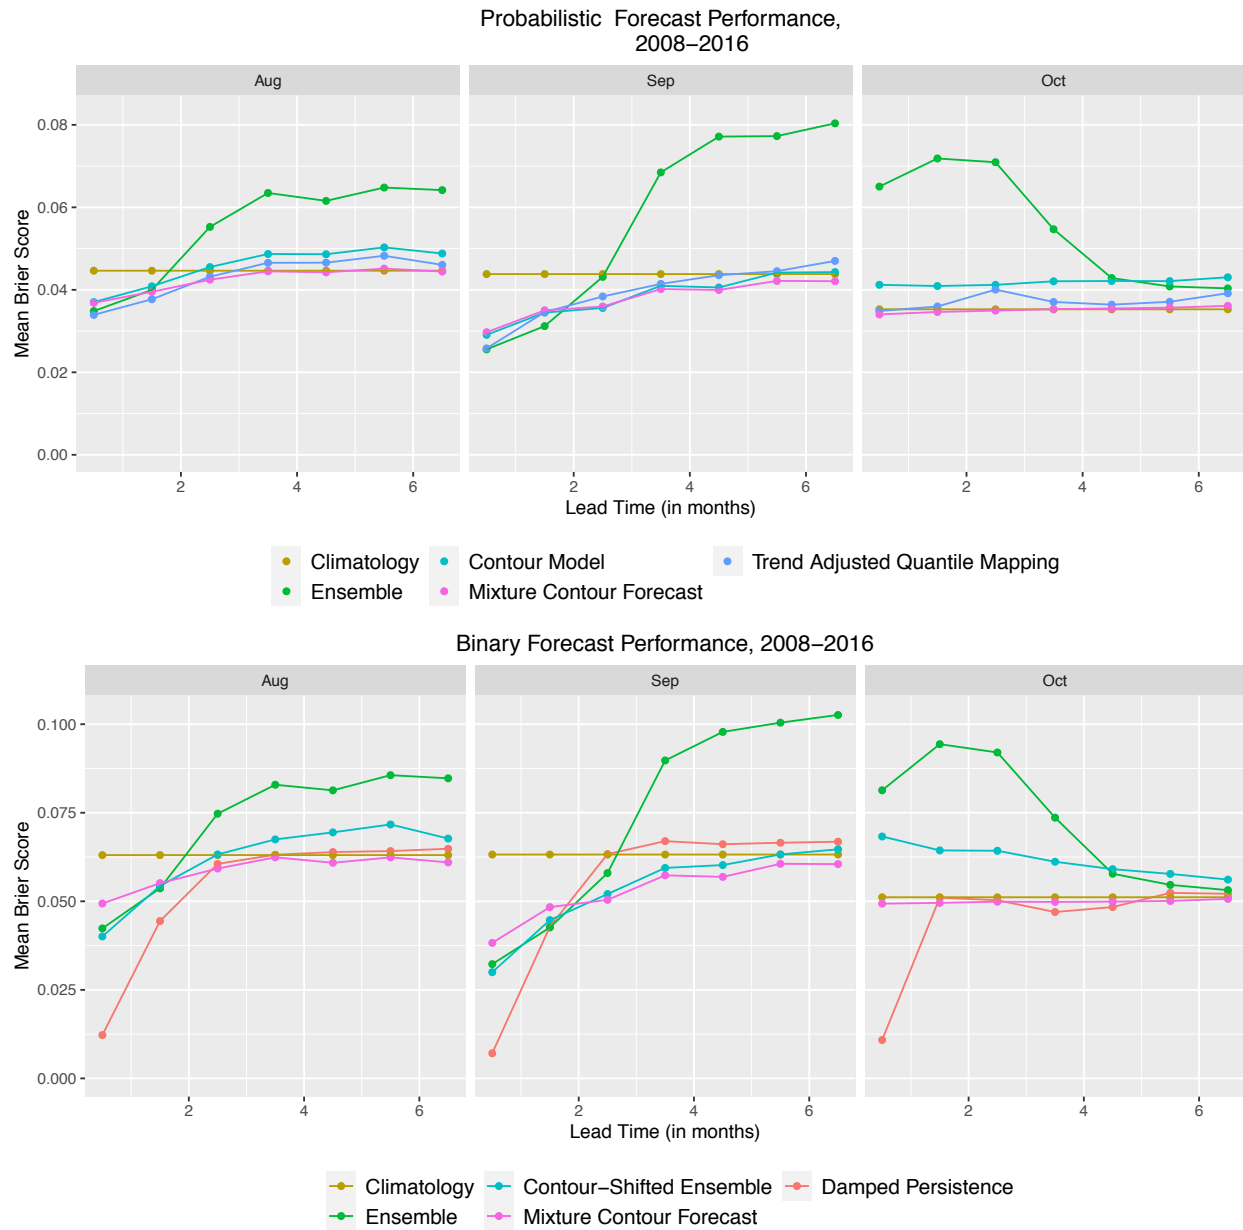 Probabilistic  Forecast Performance,
2008−2016
Aug
Sep
Oct
Mean Brier Score
0.08
0.06
0.04
0.02
0.00
2 4 6 2 4 6 2 4 6
Lead Time (in months)
Climatology Contour Model Trend Adjusted Quantile Mapping
Ensemble Mixture Contour Forecast
Binary Forecast Performance, 2008−2016
Aug
Sep
Oct
Mean Brier Score
0.100
0.075
0.050
0.025
0.000
2 4 6 2 4 6 2 4 6
Lead Time (in months)
Climatology Contour−Shifted Ensemble Damped Persistence
Ensemble Mixture Contour Forecast